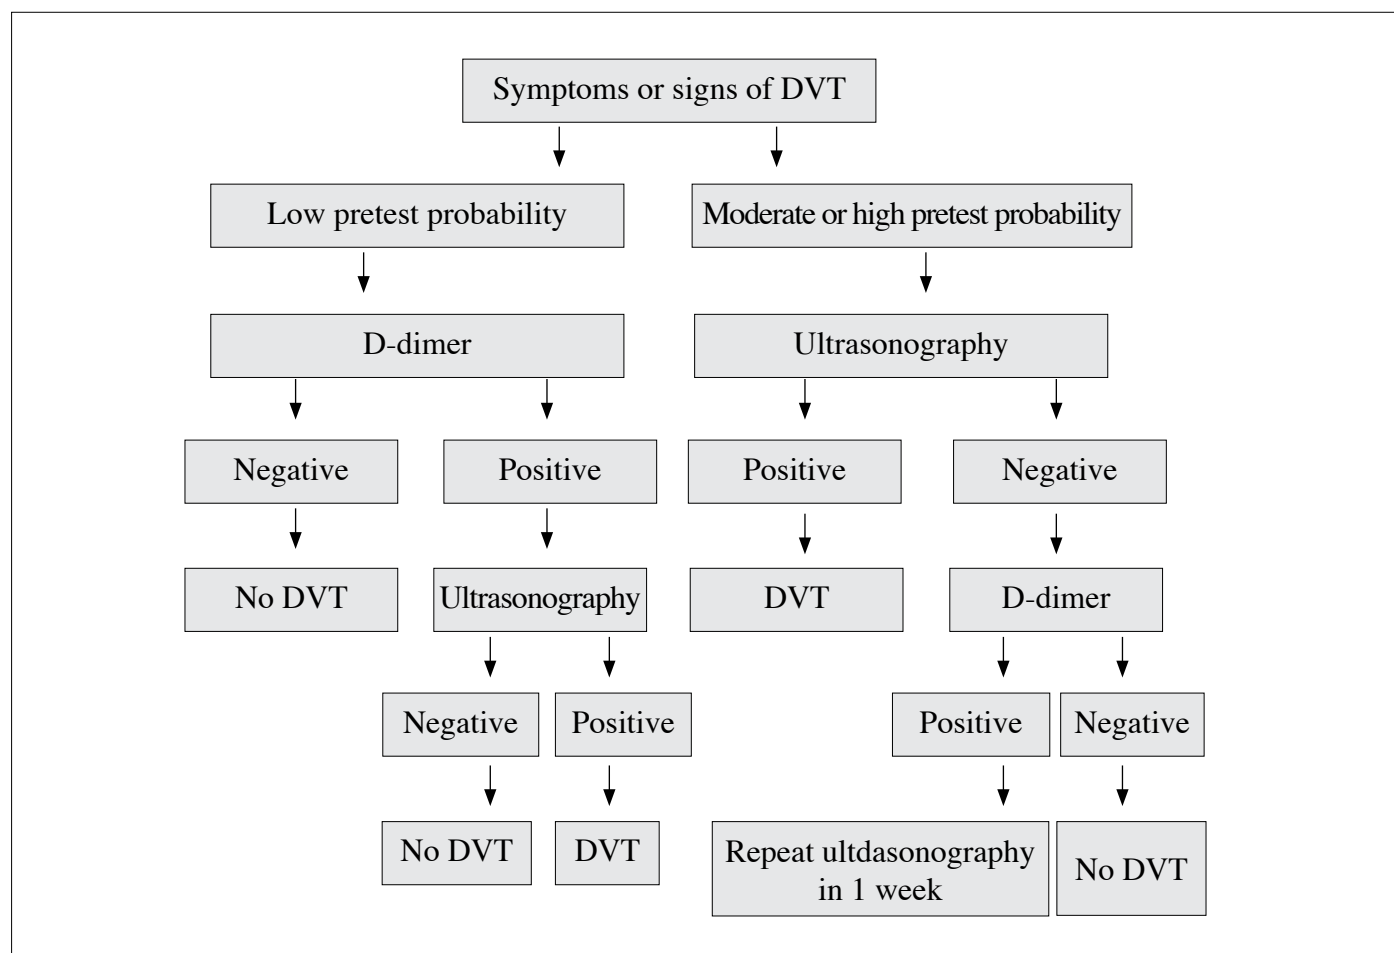 Symptoms or signs of DVT
Low pretest probability
Moderate or high pretest probability
D-dimer
Ultrasonography
Negative
Positive
Positive
Negative
No DVT
Ultrasonography
DVT
D-dimer
Negative
Positive
Positive
Negative
No DVT
DVT
Repeat ultdasonography
in 1 week
No DVT